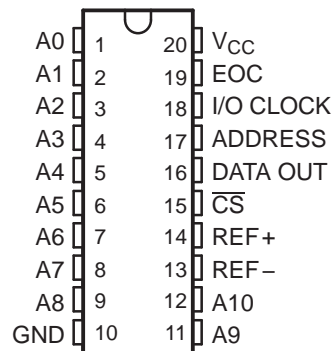 A0 1 20 VCC
A1 2 19 EOC
A2 3 18 I/O CLOCK
A3 4 17 ADDRESS
A4 5 16 DATA OUT
A5 6 15 C̅S̅
A6 7 14 REF+
A7 8 13 REF−
A8 9 12 A10
GND 10 11 A9